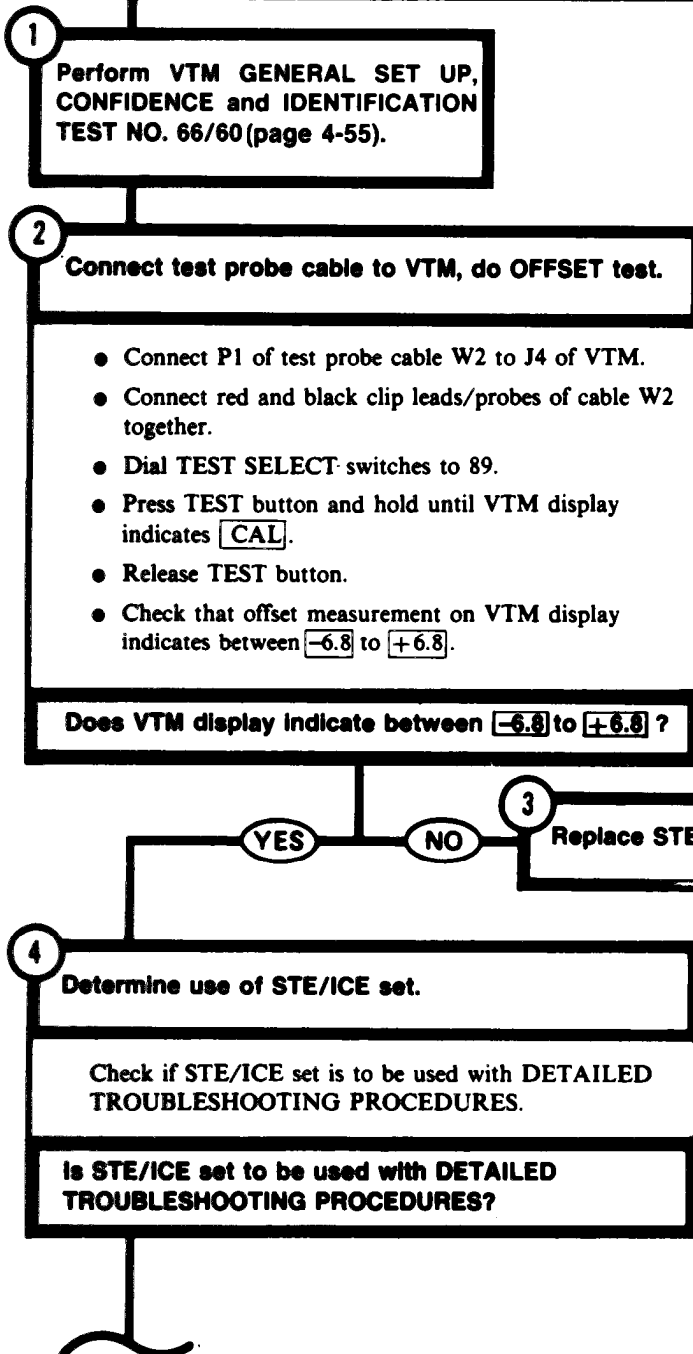 1
Perform VTM GENERAL SET UP,
CONFIDENCE and IDENTIFICATION
TEST NO. 66/60 (page 4-55).
2
Connect test probe cable to VTM, do OFFSET test.
● Connect P1 of test probe cable W2 to J4 of VTM.
● Connect red and black clip leads/probes of cable W2
together.
● Dial TEST SELECT switches to 89.
● Press TEST button and hold until VTM display
indicates CAL.
● Release TEST button.
● Check that offset measurement on VTM display
indicates between -6.8 to +6.8.
Does VTM display indicate between -6.8 to +6.8 ?
YES
NO
3
Replace STE
4
Determine use of STE/ICE set.
Check if STE/ICE set is to be used with DETAILED
TROUBLESHOOTING PROCEDURES.
Is STE/ICE set to be used with DETAILED
TROUBLESHOOTING PROCEDURES?